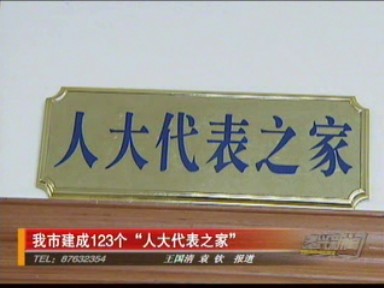 人大代表之家
我市建成123个“人大代表之家”
TEL: 87632354
王国清 袁钦 报道